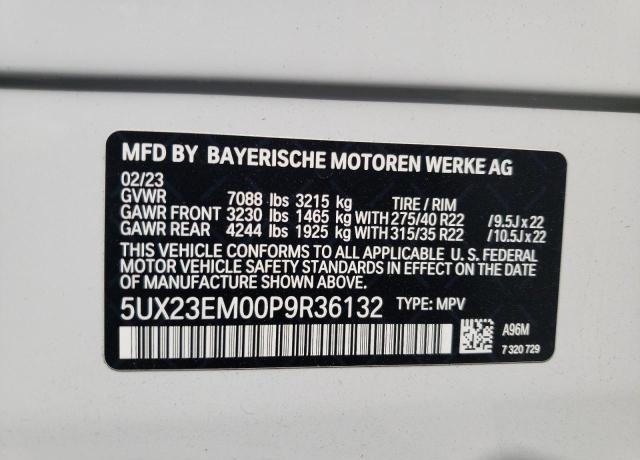 MFD BY BAYERISCHE MOTOREN WERKE AG
02/23
GVWR 7088 lbs 3215 kg TIRE / RIM
GAWR FRONT 3230 lbs 1465 kg WITH 275/40 R22 /9.5J x 22
GAWR REAR 4244 lbs 1925 kg WITH 315/35 R22 /10.5J x 22
THIS VEHICLE CONFORMS TO ALL APPLICABLE U. S. FEDERAL
MOTOR VEHICLE SAFETY STANDARDS IN EFFECT ON THE
DATE OF MANUFACTURE SHOWN ABOVE.
5UX23EM00P9R36132 TYPE: MPV
A96M
7 320 729